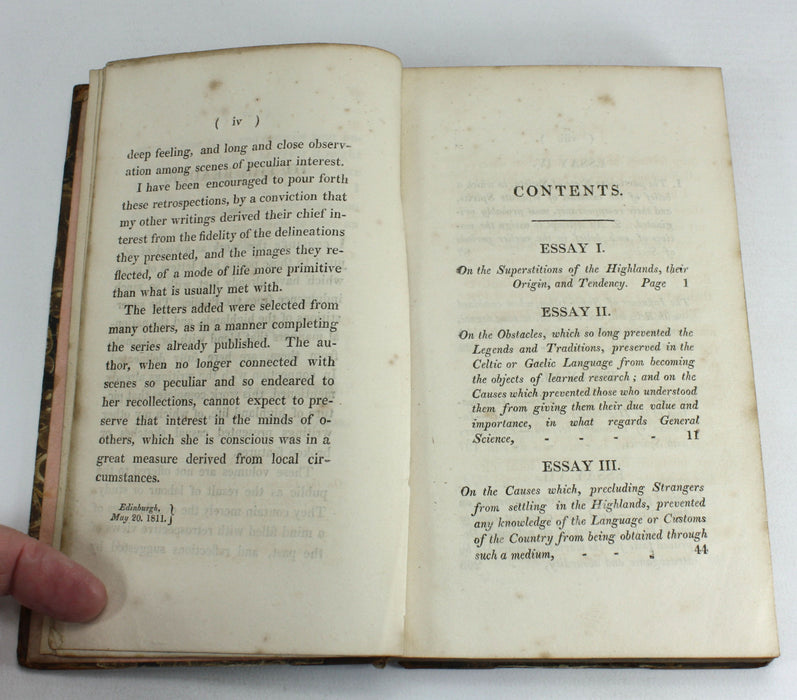 ( iv )
deep feeling, and long and close observ-
ation among scenes of peculiar interest.
I have been encouraged to pour forth
these retrospections, by a conviction that
my other writings derived their chief in-
terest from the fidelity of the delineations
they presented, and the images they re-
flected, of a mode of life more primitive
than what is usually met with.
The letters added were selected from
many others, as in a manner completing
the series already published. The au-
thor, when no longer connected with
scenes so peculiar and so endeared to
her recollections, cannot expect to pre-
serve that interest in the minds of o-
others, which she is conscious was in a
great measure derived from local cir-
cumstances.
Edinburgh, }
May 20. 1811. }
CONTENTS.
ESSAY I.
On the Superstitions of the Highlands, their
Origin, and Tendency. Page 1
ESSAY II.
On the Obstacles, which so long prevented the
Legends and Traditions, preserved in the
Celtic or Gaelic Language from becoming
the objects of learned research; and on the
Causes which prevented those who understood
them from giving them their due value and
importance, in what regards General
Science, - - - - 11
ESSAY III.
On the Causes which, precluding Strangers
from settling in the Highlands, prevented
any knowledge of the Language or Customs
of the Country from being obtained through
such a medium, - - - 44